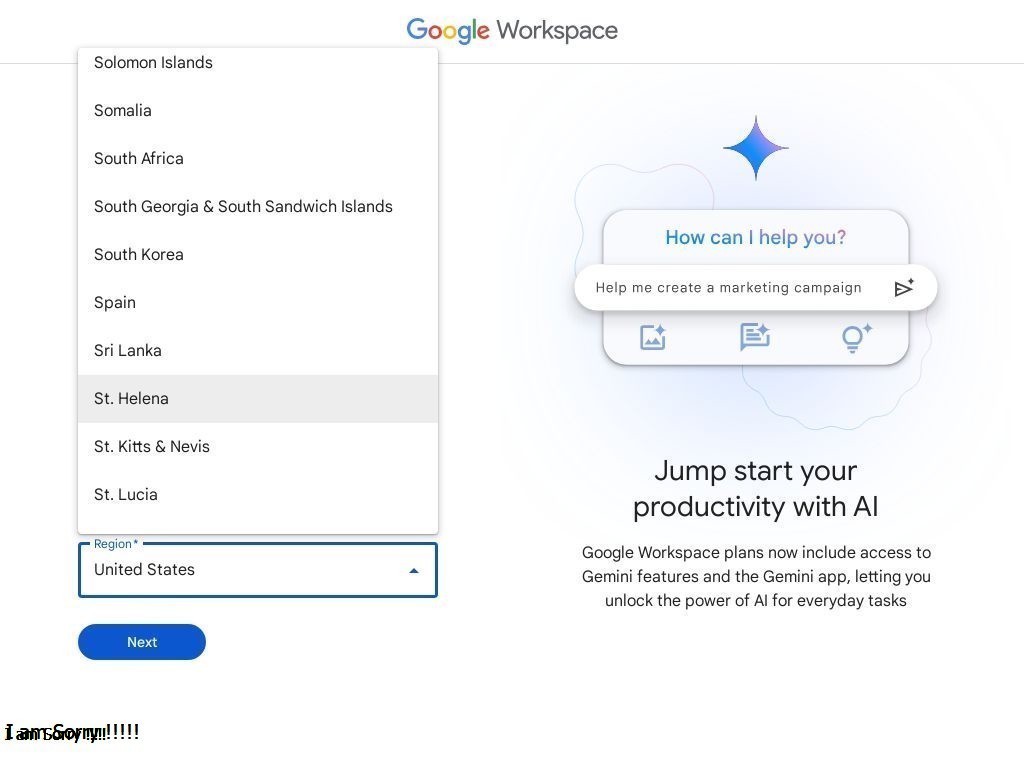 Google Workspace
Solomon Islands
Somalia
South Africa
South Georgia & South Sandwich Islands
South Korea
Spain
Sri Lanka
St. Helena
St. Kitts & Nevis
St. Lucia
Region*
United States
Next
How can I help you?
Help me create a marketing campaign
Jump start your
productivity with AI
Google Workspace plans now include access to
Gemini features and the Gemini app, letting you
unlock the power of AI for everyday tasks
I am Sorry !!!!!
I am Sorry !!!!